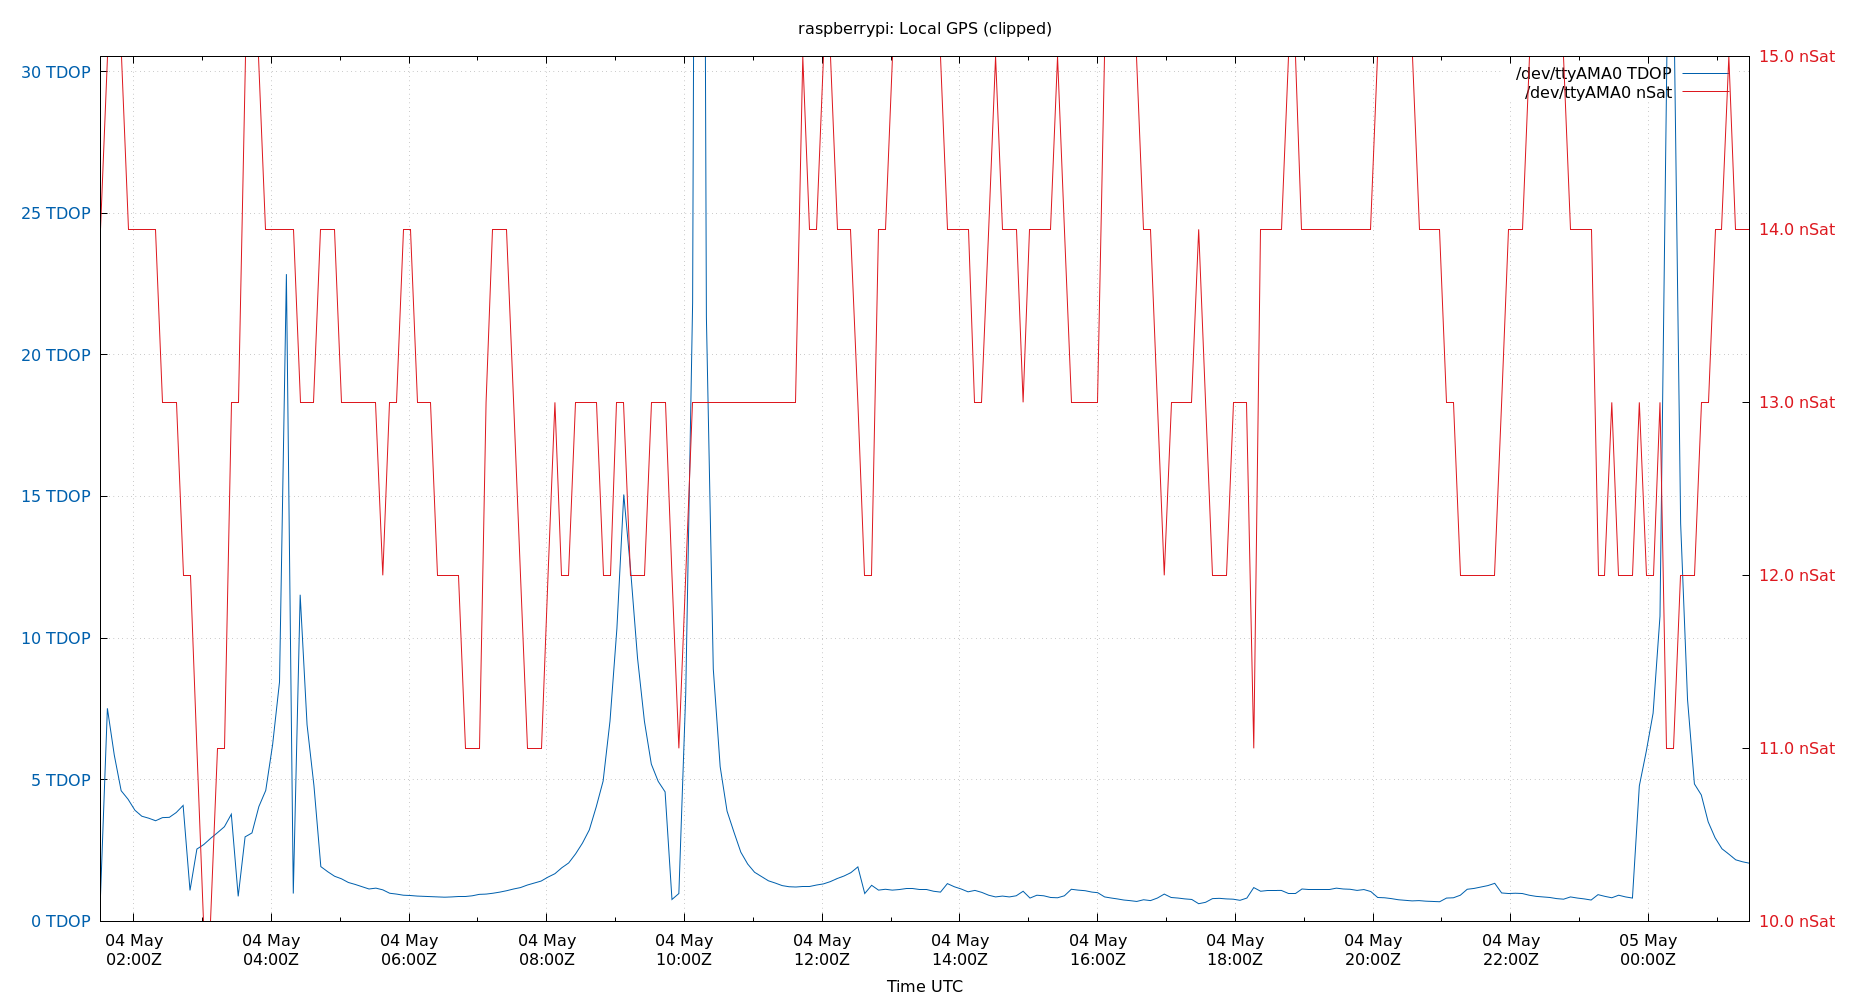 raspberrypi: Local GPS (clipped)
30 TDOP
25 TDOP
20 TDOP
15 TDOP
10 TDOP
5 TDOP
0 TDOP
/dev/ttyAMA0 TDOP
/dev/ttyAMA0 nSat
15.0 nSat
14.0 nSat
13.0 nSat
12.0 nSat
11.0 nSat
10.0 nSat
04 May
02:00Z
04 May
04:00Z
04 May
06:00Z
04 May
08:00Z
04 May
10:00Z
04 May
12:00Z
04 May
14:00Z
04 May
16:00Z
04 May
18:00Z
04 May
20:00Z
04 May
22:00Z
05 May
00:00Z
Time UTC